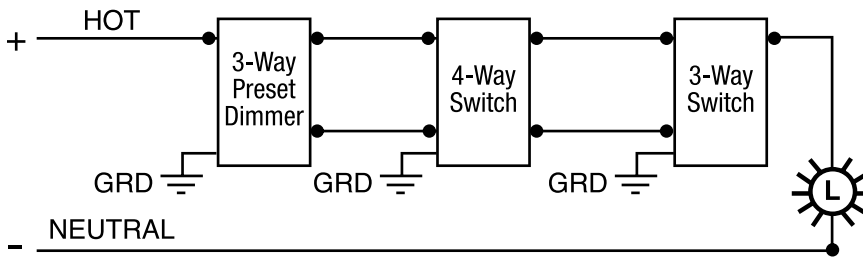 + HOT
3-Way
Preset
Dimmer
4-Way
Switch
3-Way
Switch
GRD
GRD
GRD
L
- NEUTRAL